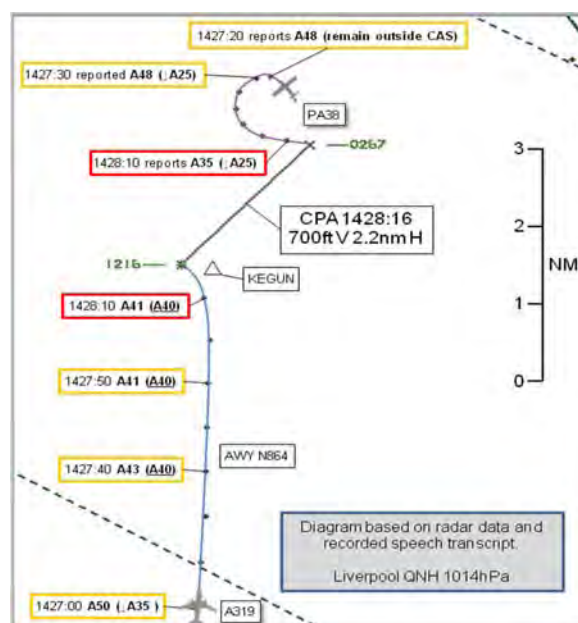 1427:20 reports A48 (remain outside CAS)
1427:30 reported A48 (↓A25)
PA38
1428:10 reports A35 (↓A25)
0267
3
CPA 1428:16
700ft V 2.2nm H
2
1216
KEGUN
NM
1428:10 A41 (A40)
1
1427:50 A41 (A40)
0
AWY N864
1427:40 A43 (A40)
Diagram based on radar data and
recorded speech transcript.
Liverpool QNH 1014hPa
1427:00 A50 (↓A35)
A319